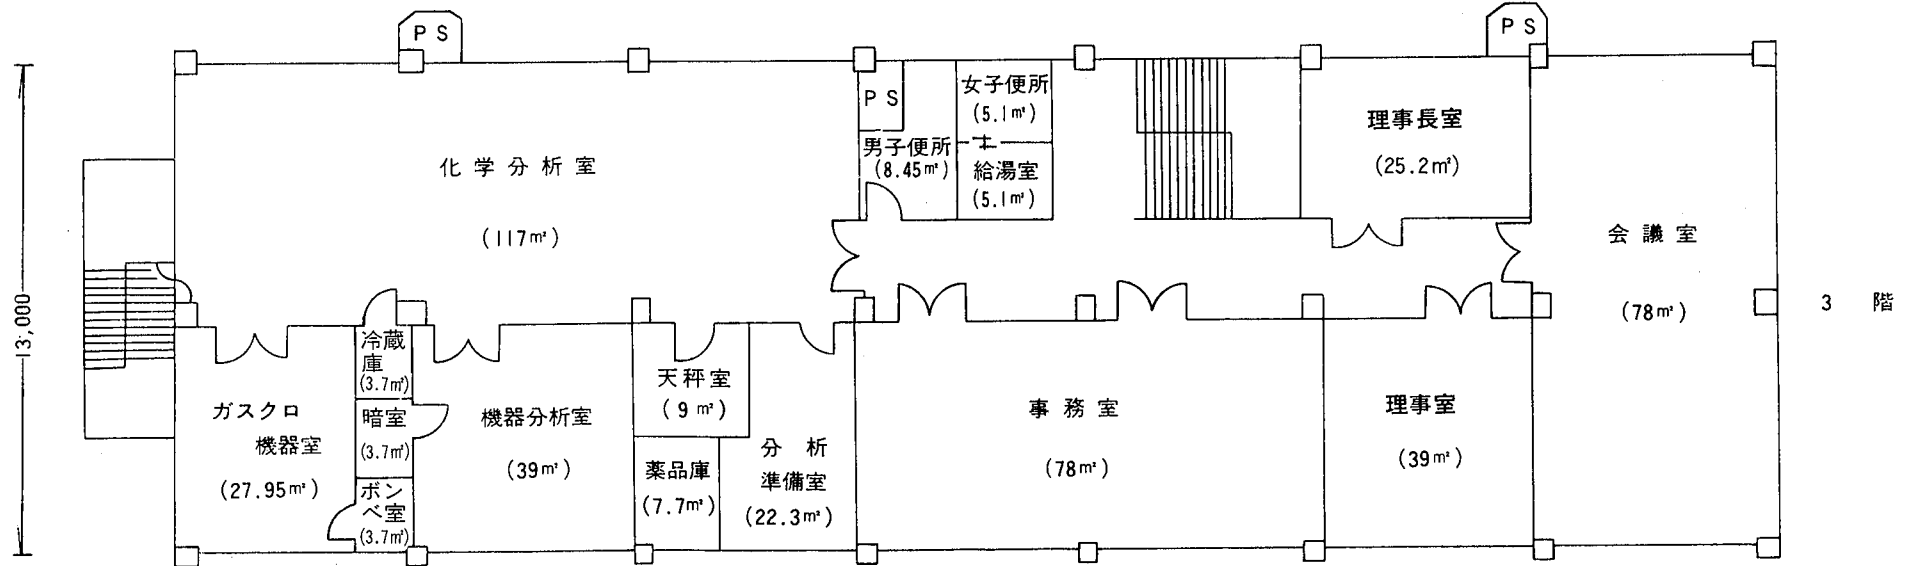 PS
PS
13,000
化学分析室
(117㎡)
PS
男子便所
(8.45㎡)
女子便所
(5.1㎡)
給湯室
(5.1㎡)
理事長室
(25.2㎡)
会議室
(78㎡)
3 階
ガスクロ
機器室
(27.95㎡)
冷蔵
庫
(3.7㎡)
暗室
(3.7㎡)
ボン
ベ室
(3.7㎡)
機器分析室
(39㎡)
天秤室
(9㎡)
薬品庫
(7.7㎡)
分析
準備室
(22.3㎡)
事務室
(78㎡)
理事室
(39㎡)